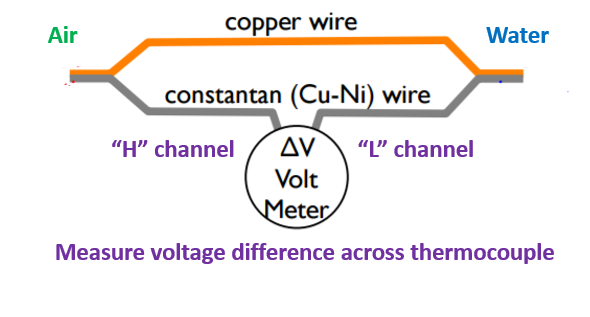 copper wire
Air
Water
constantan (Cu-Ni) wire
“H” channel
ΔV
Volt
Meter
“L” channel
Measure voltage difference across thermocouple